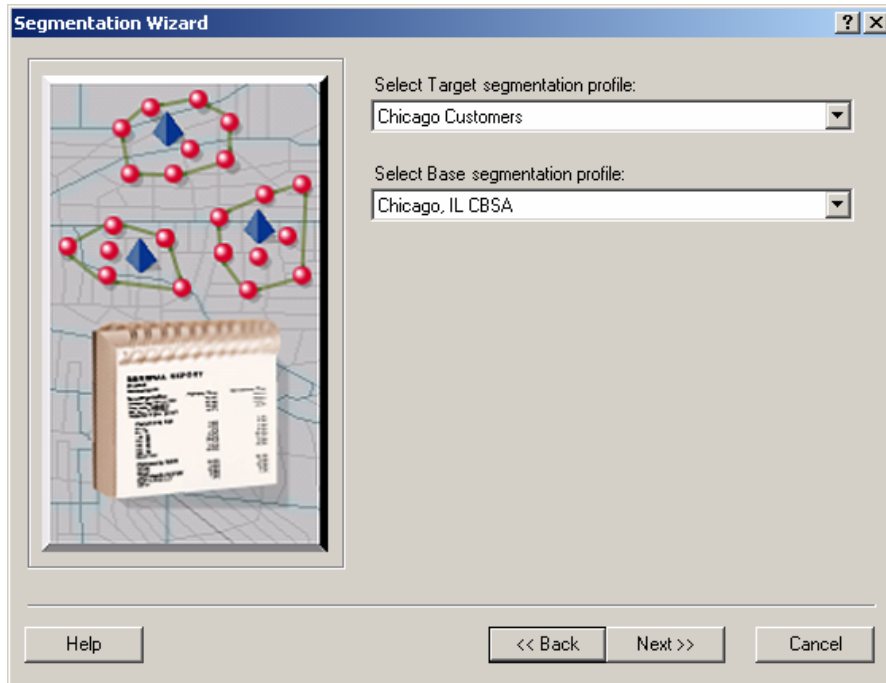 Segmentation Wizard
Select Target segmentation profile:
Chicago Customers
Select Base segmentation profile:
Chicago, IL CBSA
Help
<< Back
Next >>
Cancel